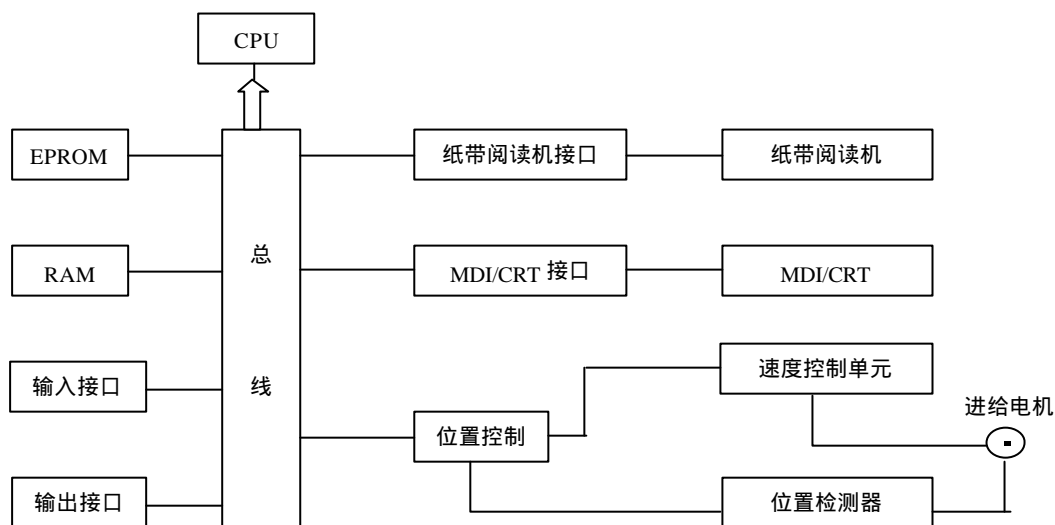 CPU
EPROM
纸带阅读机接口
纸带阅读机
总
RAM
MDI/CRT 接口
MDI/CRT
线
输入接口
速度控制单元
进给电机
位置控制
输出接口
位置检测器